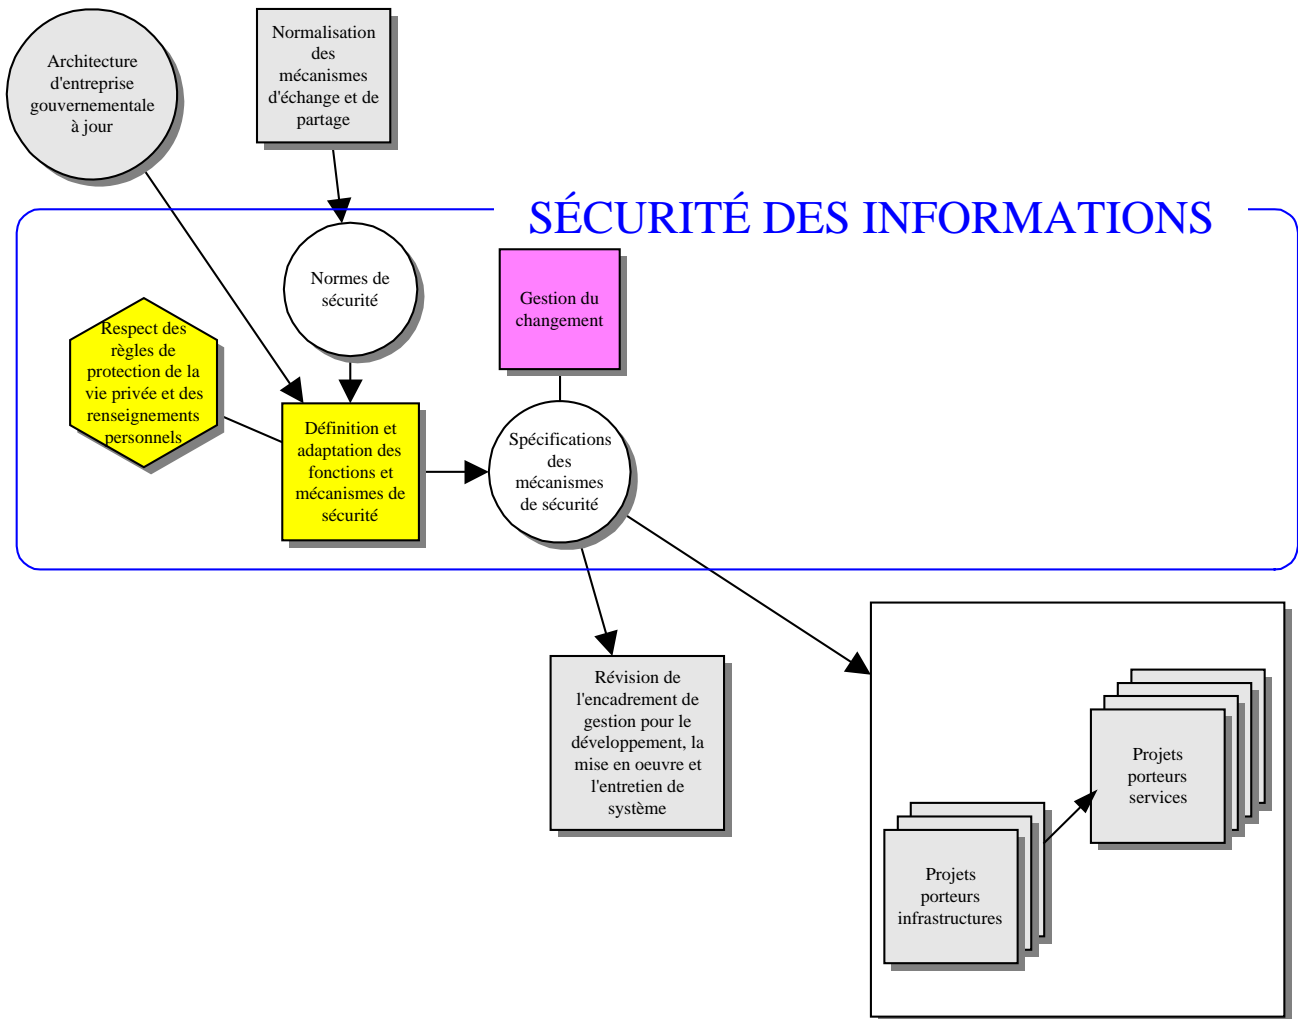 Architecture
d'entreprise
gouvernementale
à jour
Normalisation
des
mécanismes
d'échange et de
partage
SÉCURITÉ DES INFORMATIONS
Normes de
sécurité
Gestion du
changement
Respect des
règles de
protection de la
vie privée et des
renseignements
personnels
Définition et
adaptation des
fonctions et
mécanismes de
sécurité
Spécifications
des
mécanismes
de sécurité
Révision de
l'encadrement de
gestion pour le
développement, la
mise en oeuvre et
l'entretien de
système
Projets
porteurs
services
Projets
porteurs
infrastructures